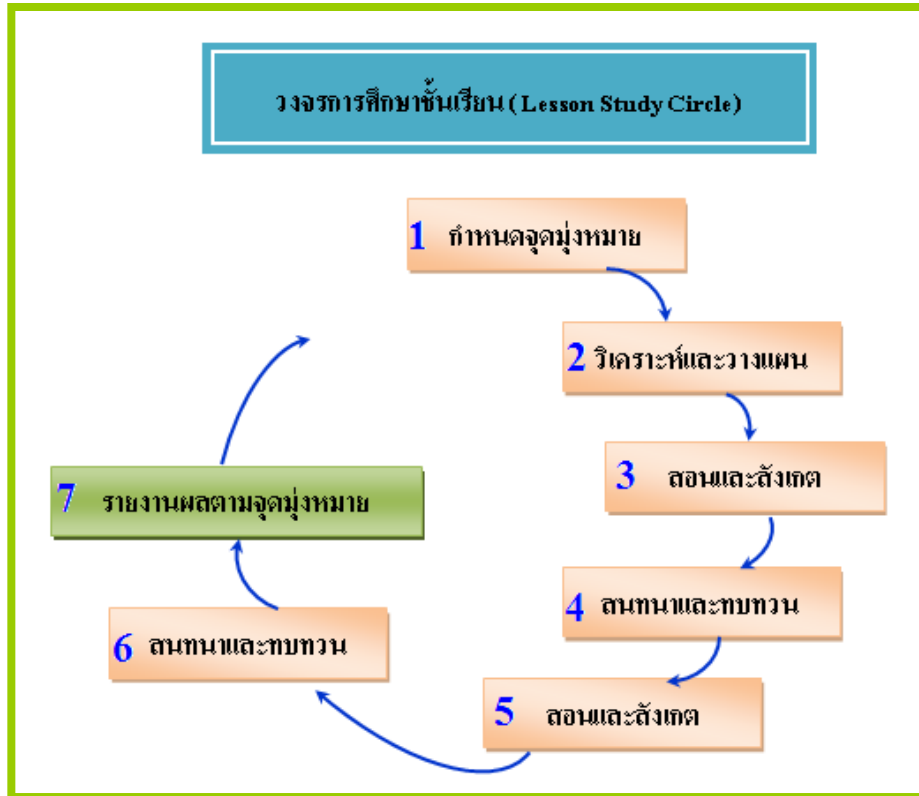 วงจรการศึกษาชั้นเรียน (Lesson Study Circle)
1 กำหนดจุดมุ่งหมาย
2 วิเคราะห์และวางแผน
3 สอนและสังเกต
4 สนทนาและทบทวน
5 สอนและสังเกต
6 สนทนาและทบทวน
7 รายงานผลตามจุดมุ่งหมาย